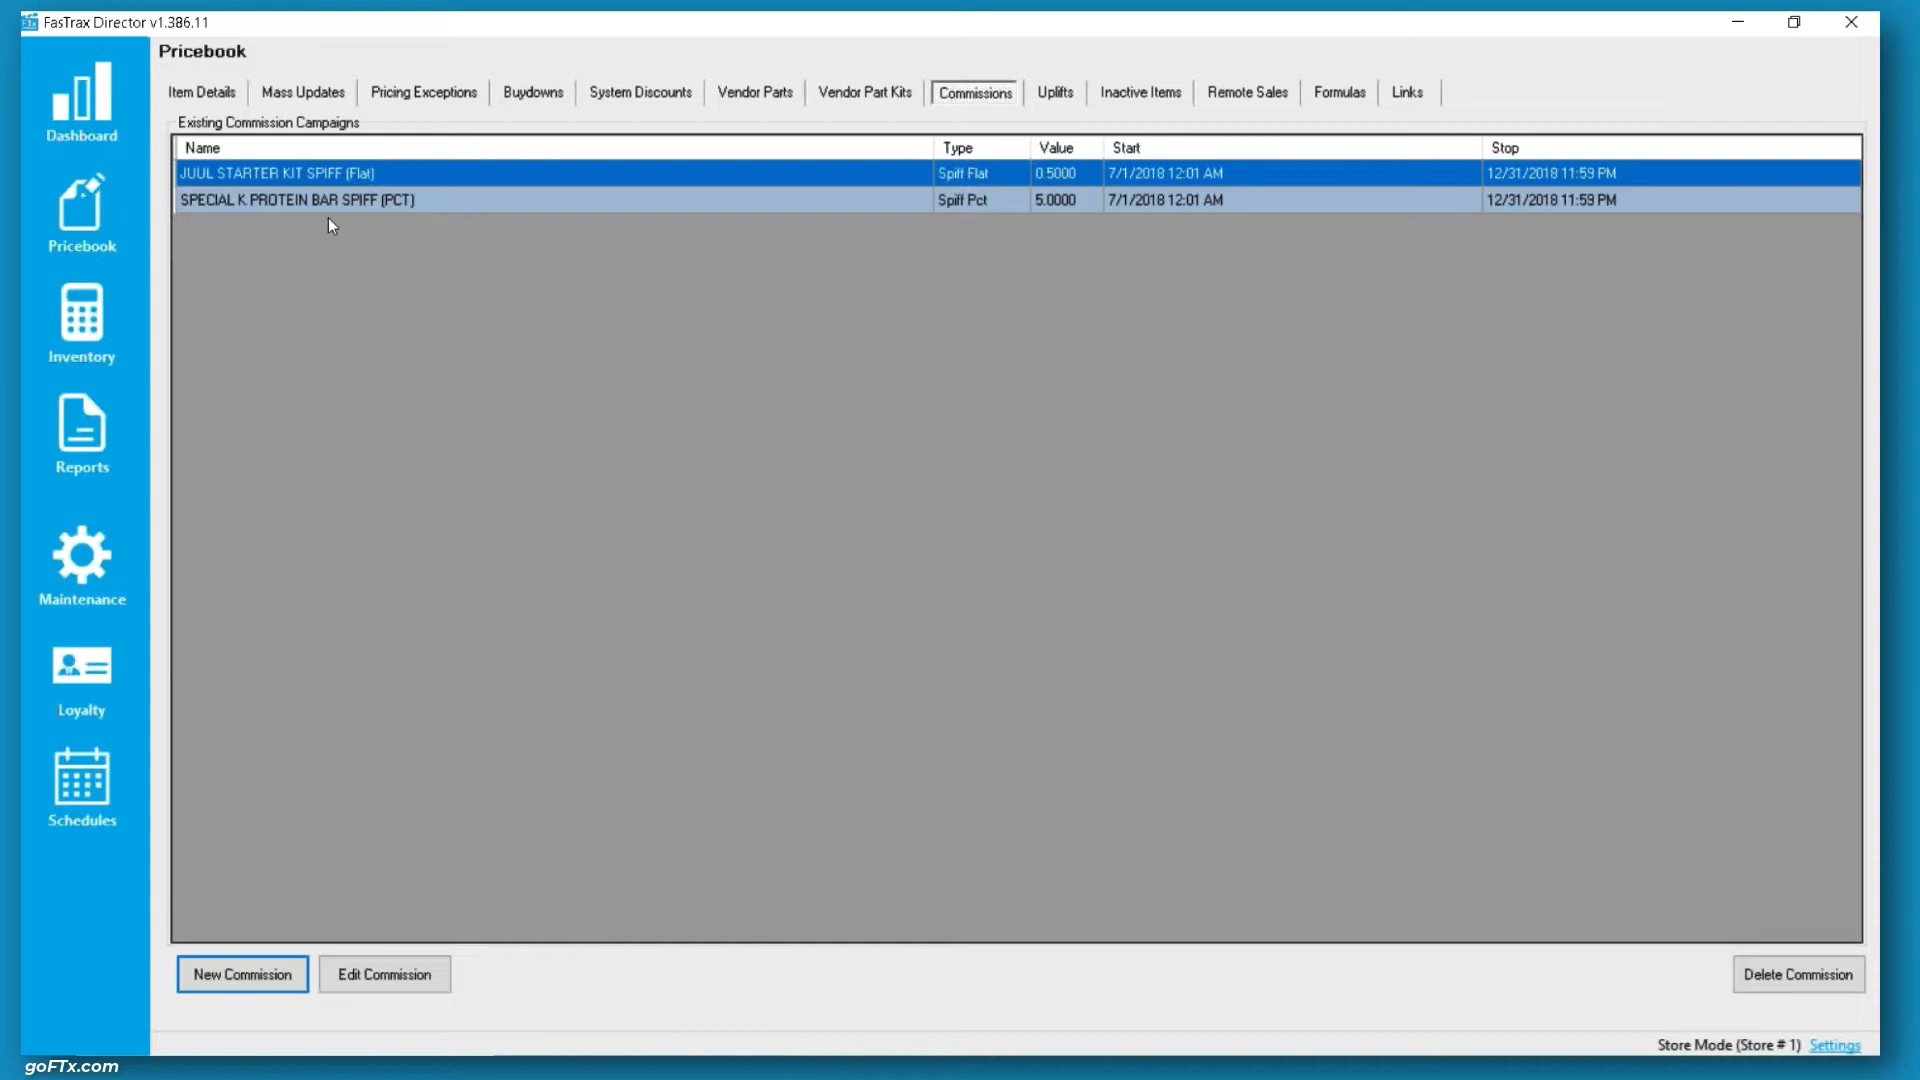 FasTrax Director v1.386.11
Pricebook
Item Details Mass Updates Pricing Exceptions Buydowns System Discounts Vendor Parts Vendor Part Kits Commissions Uplifts Inactive Items Remote Sales Formulas Links
Existing Commission Campaigns
Name Type Value Start Stop
JUUL STARTER KIT SPIFF (Flat) Spiff Flat 0.5000 7/1/2018 12:01 AM 12/31/2018 11:59 PM
SPECIAL K PROTEIN BAR SPIFF (PCT) Spiff Pct 5.0000 7/1/2018 12:01 AM 12/31/2018 11:59 PM
Dashboard
Pricebook
Inventory
Reports
Maintenance
Loyalty
Schedules
New Commission Edit Commission Delete Commission
Store Mode (Store # 1) Settings
goFTx.com